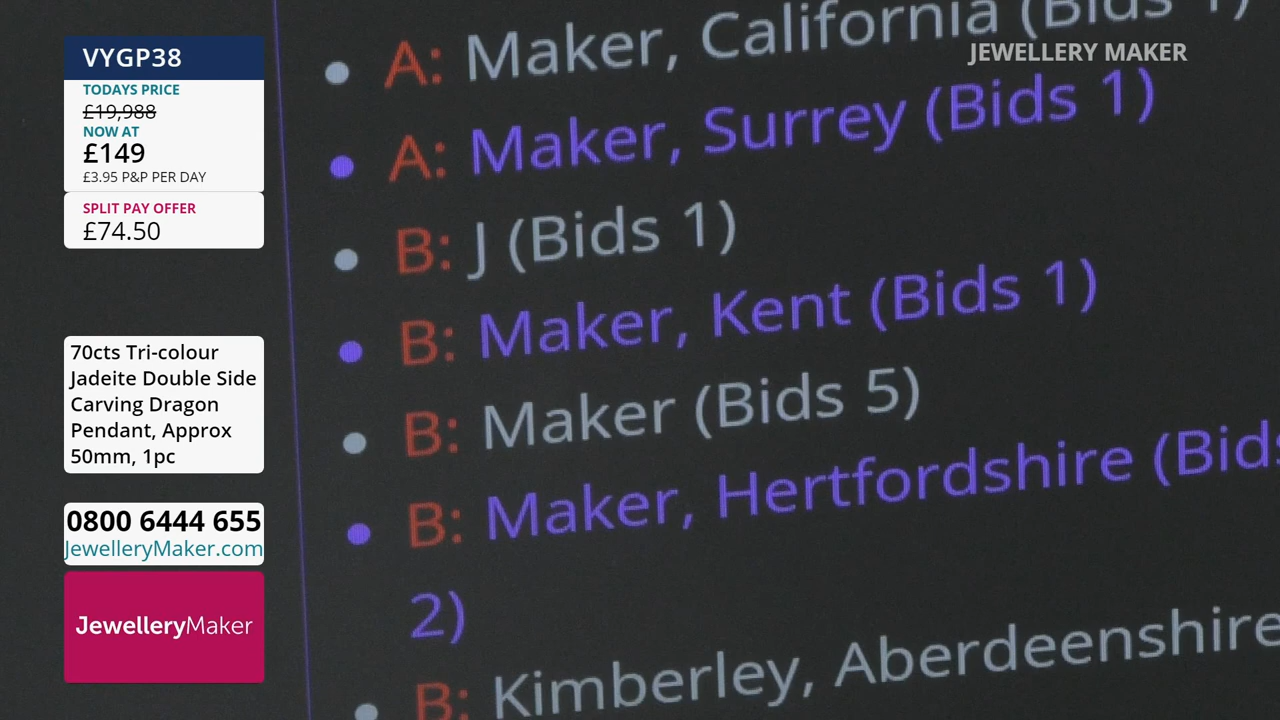 VYGP38
TODAYS PRICE
£19,988
NOW AT
£149
£3.95 P&P PER DAY
SPLIT PAY OFFER
£74.50
70cts Tri-colour
Jadeite Double Side
Carving Dragon
Pendant, Approx
50mm, 1pc
0800 6444 655
JewelleryMaker.com
JewelleryMaker
JEWELLERY MAKER
• A: Maker, California (Bids 1)
• A: Maker, Surrey (Bids 1)
• B: J (Bids 1)
• B: Maker, Kent (Bids 1)
• B: Maker (Bids 5)
• B: Maker, Hertfordshire (Bids
2)
• B: Kimberley, Aberdeenshire